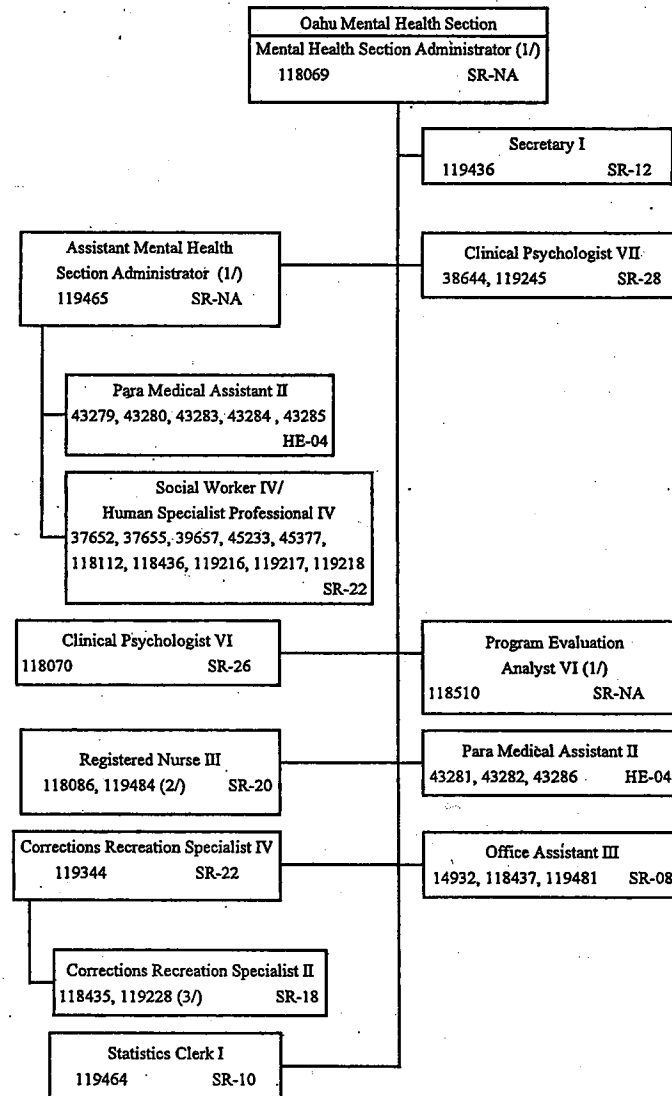 Oahu Mental Health Section
Mental Health Section Administrator (1/)
118069 SR-NA
Secretary I
119436 SR-12
Assistant Mental Health
Section Administrator (1/)
119465 SR-NA
Clinical Psychologist VII
38644, 119245 SR-28
Para Medical Assistant II
43279, 43280, 43283, 43284 , 43285
HE-04
Social Worker IV/
Human Specialist Professional IV
37652, 37655, 39657, 45233, 45377,
118112, 118436, 119216, 119217, 119218
SR-22
Clinical Psychologist VI
118070 SR-26
Program Evaluation
Analyst VI (1/)
118510 SR-NA
Registered Nurse III
118086, 119484 (2/) SR-20
Para Medical Assistant II
43281, 43282, 43286 HE-04
Corrections Recreation Specialist IV
119344 SR-22
Office Assistant III
14932, 118437, 119481 SR-08
Corrections Recreation Specialist II
118435, 119228 (3/) SR-18
Statistics Clerk I
119464 SR-10